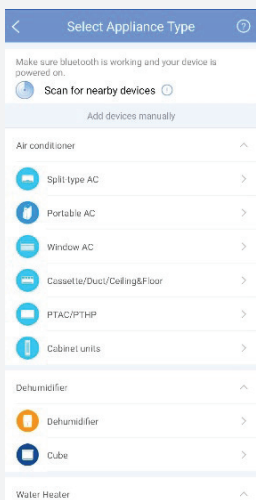 Select Appliance Type
Make sure bluetooth is working and your device is
powered on.
Scan for nearby devices
Add devices manually
Air conditioner
Split-type AC
Portable AC
Window AC
Cassette/Duct/Ceiling&Floor
PTAC/PTHP
Cabinet units
Dehumidifier
Dehumidifier
Cube
Water Heater